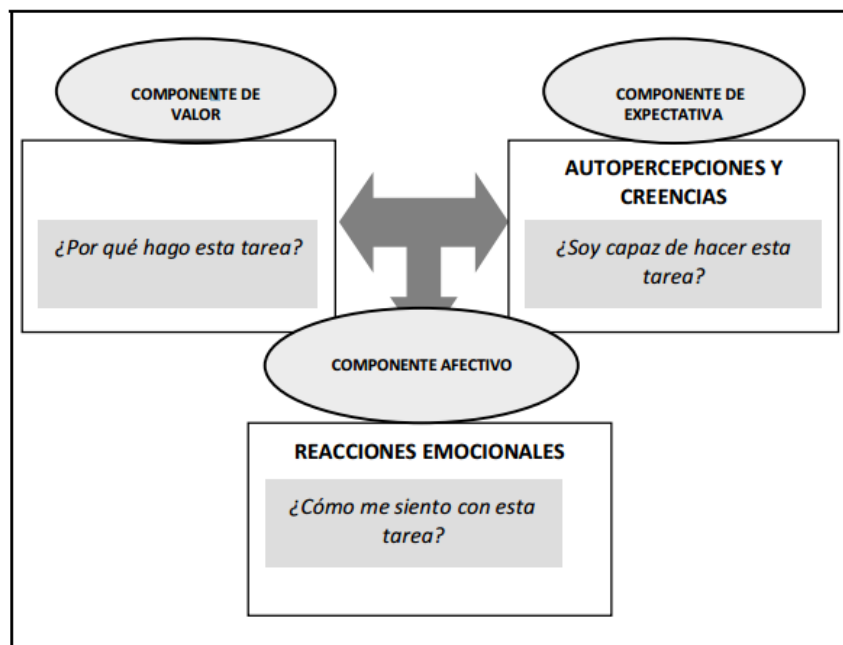 COMPONENTE DE
VALOR
¿Por qué hago esta tarea?
COMPONENTE DE
EXPECTATIVA
AUTOPERCEPCIONES Y
CREENCIAS
¿Soy capaz de hacer esta
tarea?
COMPONENTE AFECTIVO
REACCIONES EMOCIONALES
¿Cómo me siento con esta
tarea?